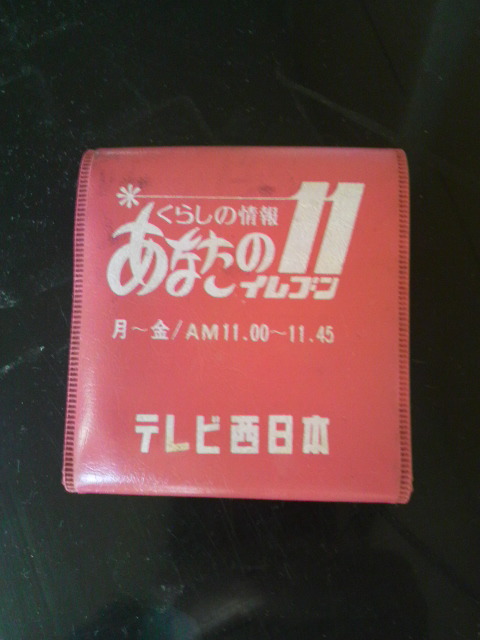 くらしの情報
あなたの11
イレブン
月〜金/AM11.00〜11.45
テレビ西日本